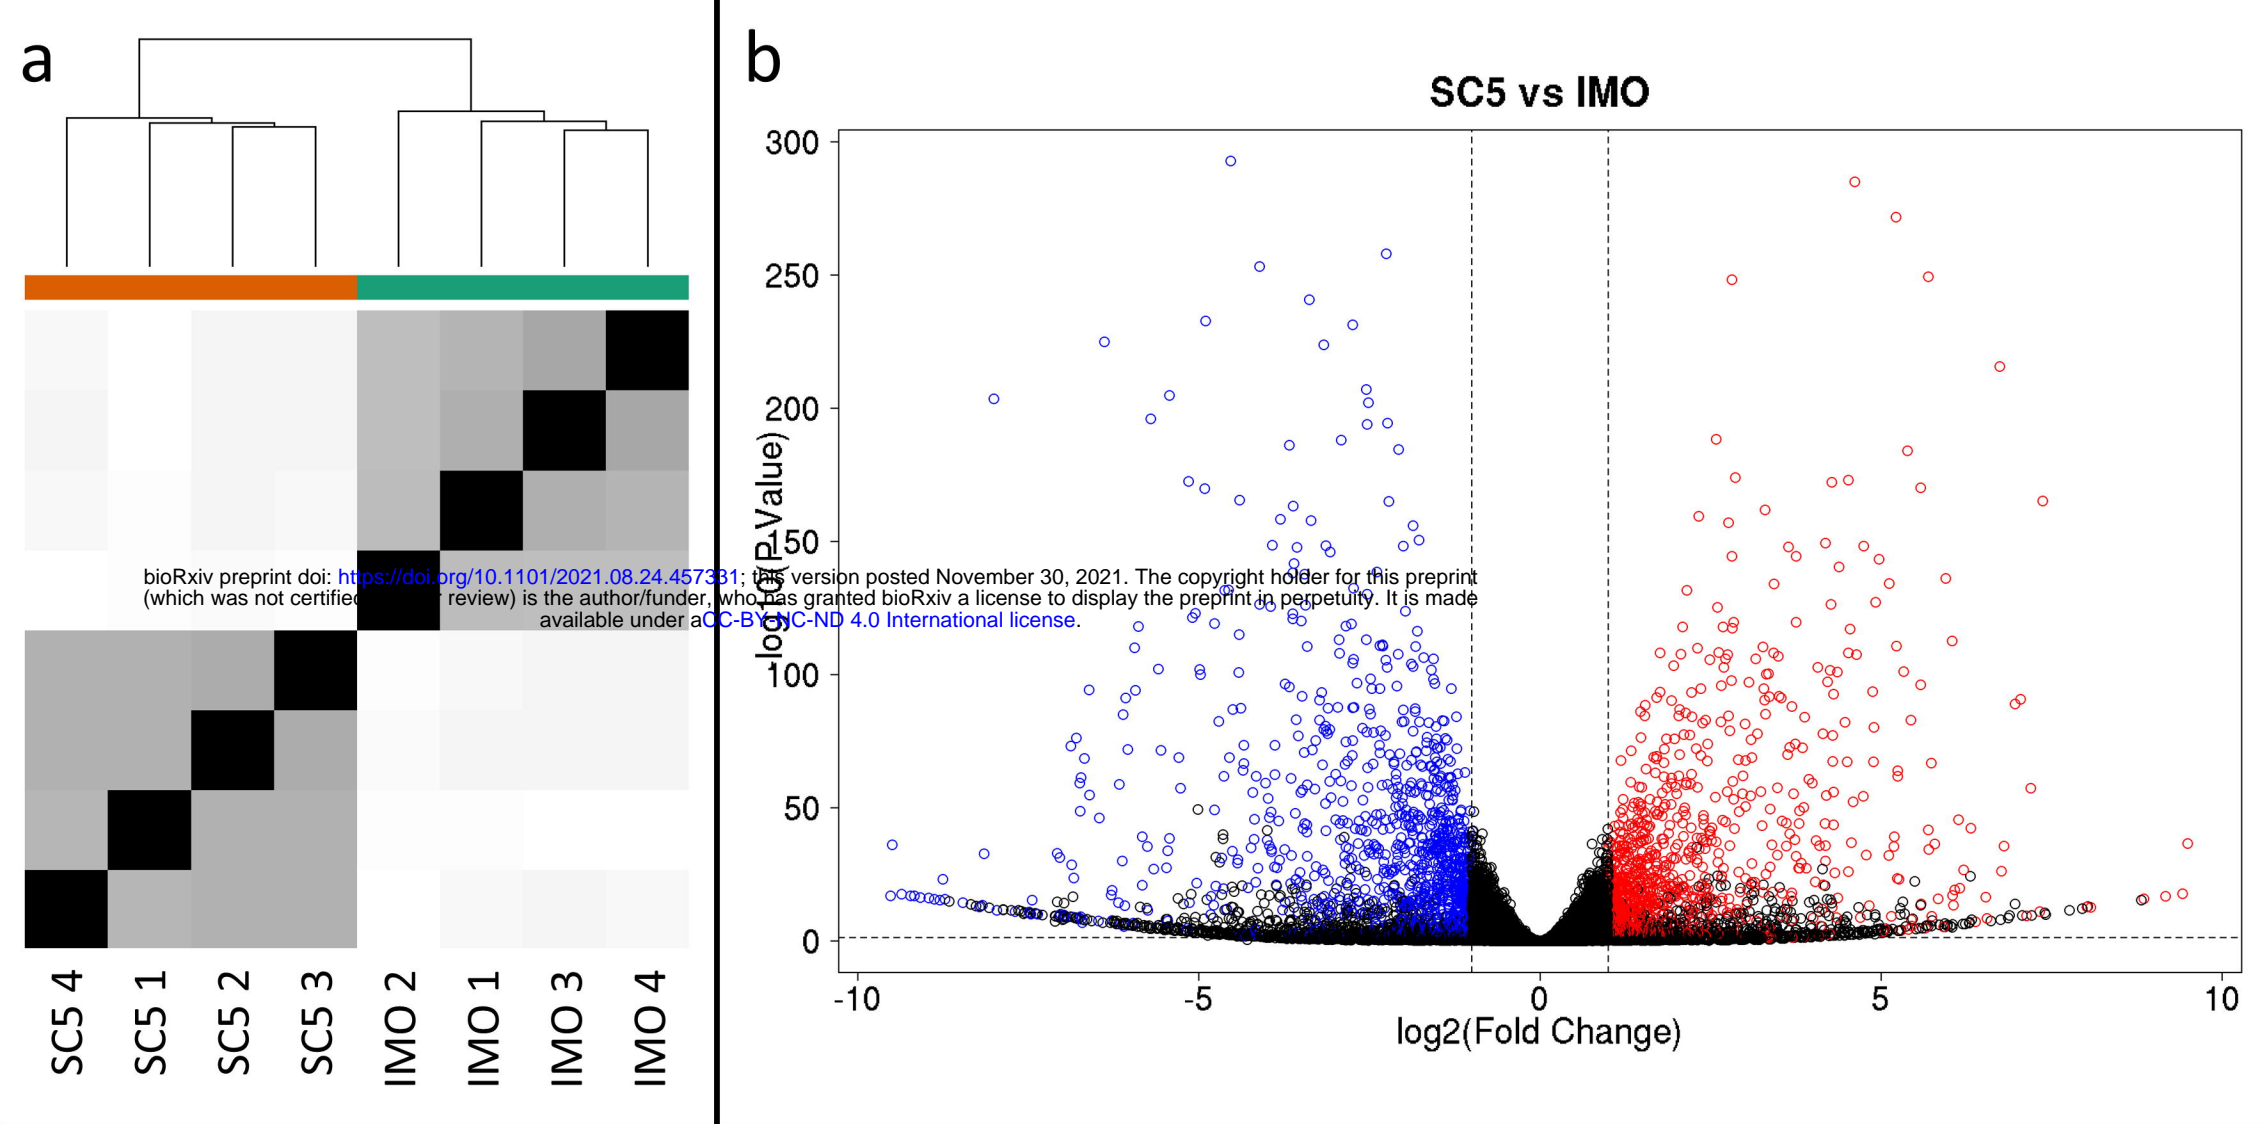 a
b
SC5 vs IMO
300
250
200
150
100
50
0
-log10(P-Value)
-10 -5 0 5 10
log2(Fold Change)
SC5 4 SC5 1 SC5 2 SC5 3 IMO 2 IMO 1 IMO 3 IMO 4
bioRxiv preprint doi: https://doi.org/10.1101/2021.08.24.457331; this version posted November 30, 2021. The copyright holder for this preprint
(which was not certified review) is the author/funder, who has granted bioRxiv a license to display the preprint in perpetuity. It is made
available under aCC-BY-NC-ND 4.0 International license.